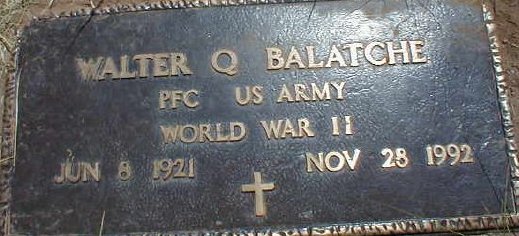 WALTER Q BALATCHE
PFC US ARMY
WORLD WAR II
JUN 8 1921 NOV 28 1992